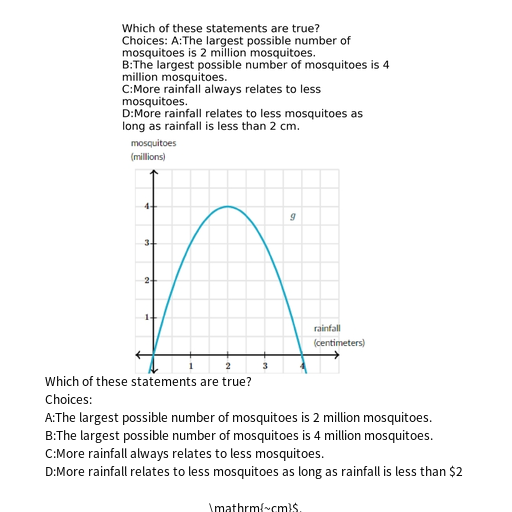 Which of these statements are true?
Choices: A:The largest possible number of
mosquitoes is 2 million mosquitoes.
B:The largest possible number of mosquitoes is 4
million mosquitoes.
C:More rainfall always relates to less
mosquitoes.
D:More rainfall relates to less mosquitoes as
long as rainfall is less than 2 cm.
mosquitoes
(millions)
4
g
3
2
1
rainfall
(centimeters)
1 2 3 4
Which of these statements are true?
Choices:
A:The largest possible number of mosquitoes is 2 million mosquitoes.
B:The largest possible number of mosquitoes is 4 million mosquitoes.
C:More rainfall always relates to less mosquitoes.
D:More rainfall relates to less mosquitoes as long as rainfall is less than $2
\mathrm{~cm}$.